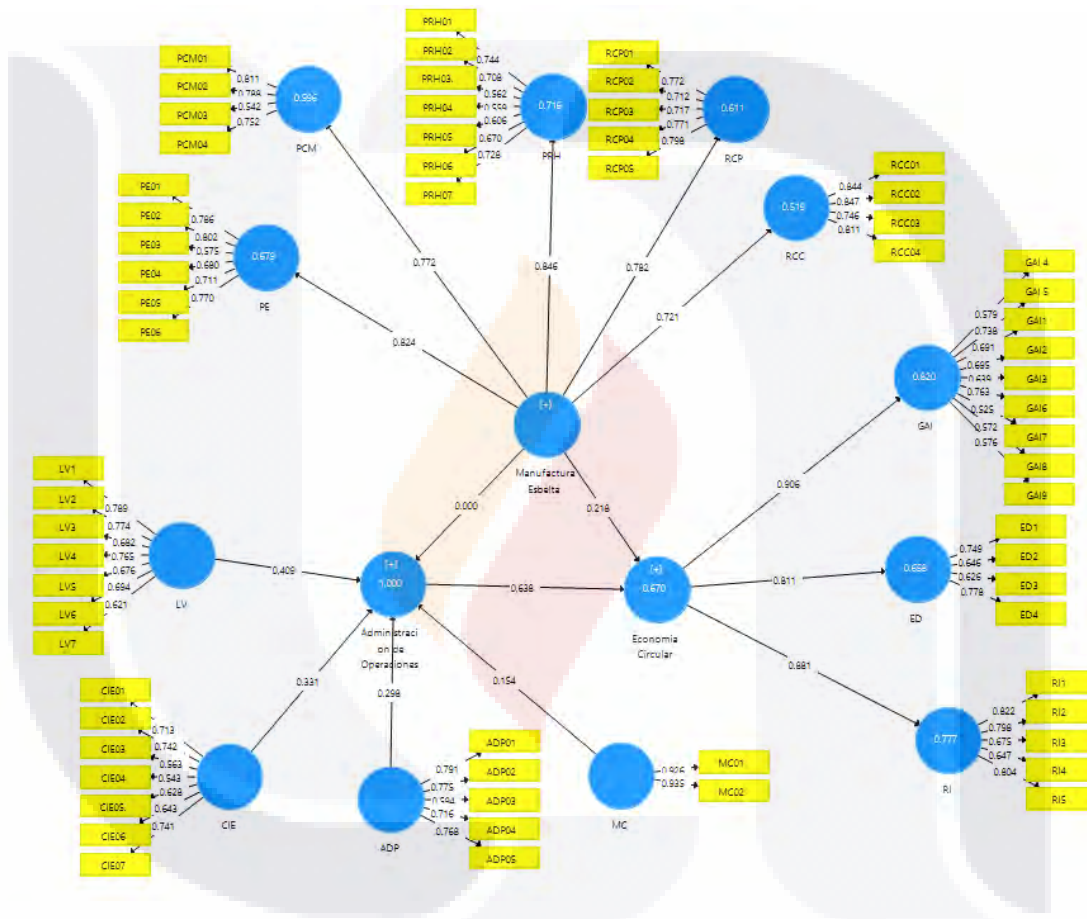 PCM01
PCM02
PCM03
PCM04
0.811
0.788
0.542
0.752
0.596
PCM
PRH01
PRH02
PRH03
PRH04
PRH05
PRH06
PRH07
0.744
0.708
0.562
0.559
0.606
0.670
0.728
0.716
PRH
RCP01
RCP02
RCP03
RCP04
RCP05
0.772
0.712
0.717
0.771
0.798
0.611
RCP
RCC01
RCC02
RCC03
RCC04
0.844
0.847
0.746
0.811
0.519
RCC
PE01
PE02
PE03
PE04
PE05
PE06
0.786
0.802
0.575
0.680
0.711
0.770
0.679
PE
0.772
0.846
0.782
0.721
0.824
[+]
Manufactura
Esbelta
0.000
0.218
GAI 4
GAI 5
GAI1
GAI2
GAI3
GAI6
GAI7
GAI8
GAI9
0.579
0.738
0.691
0.695
0.639
0.763
0.525
0.572
0.576
0.820
GAI
0.906
LV1
LV2
LV3
LV4
LV5
LV6
LV7
0.789
0.774
0.682
0.765
0.676
0.694
0.621
LV
0.409
[+]
1.000
Administraci
on de
Operaciones
0.638
[+]
0.670
Economia
Circular
0.811
ED1
ED2
ED3
ED4
0.749
0.646
0.626
0.778
0.658
ED
0.881
RI1
RI2
RI3
RI4
RI5
0.822
0.798
0.675
0.647
0.804
0.777
RI
0.331
0.298
0.154
CIE01
CIE02
CIE03
CIE04
CIE05
CIE06
CIE07
0.713
0.742
0.563
0.543
0.628
0.643
0.741
CIE
ADP01
ADP02
ADP03
ADP04
ADP05
0.791
0.775
0.594
0.716
0.768
ADP
MC01
MC02
0.926
0.935
MC